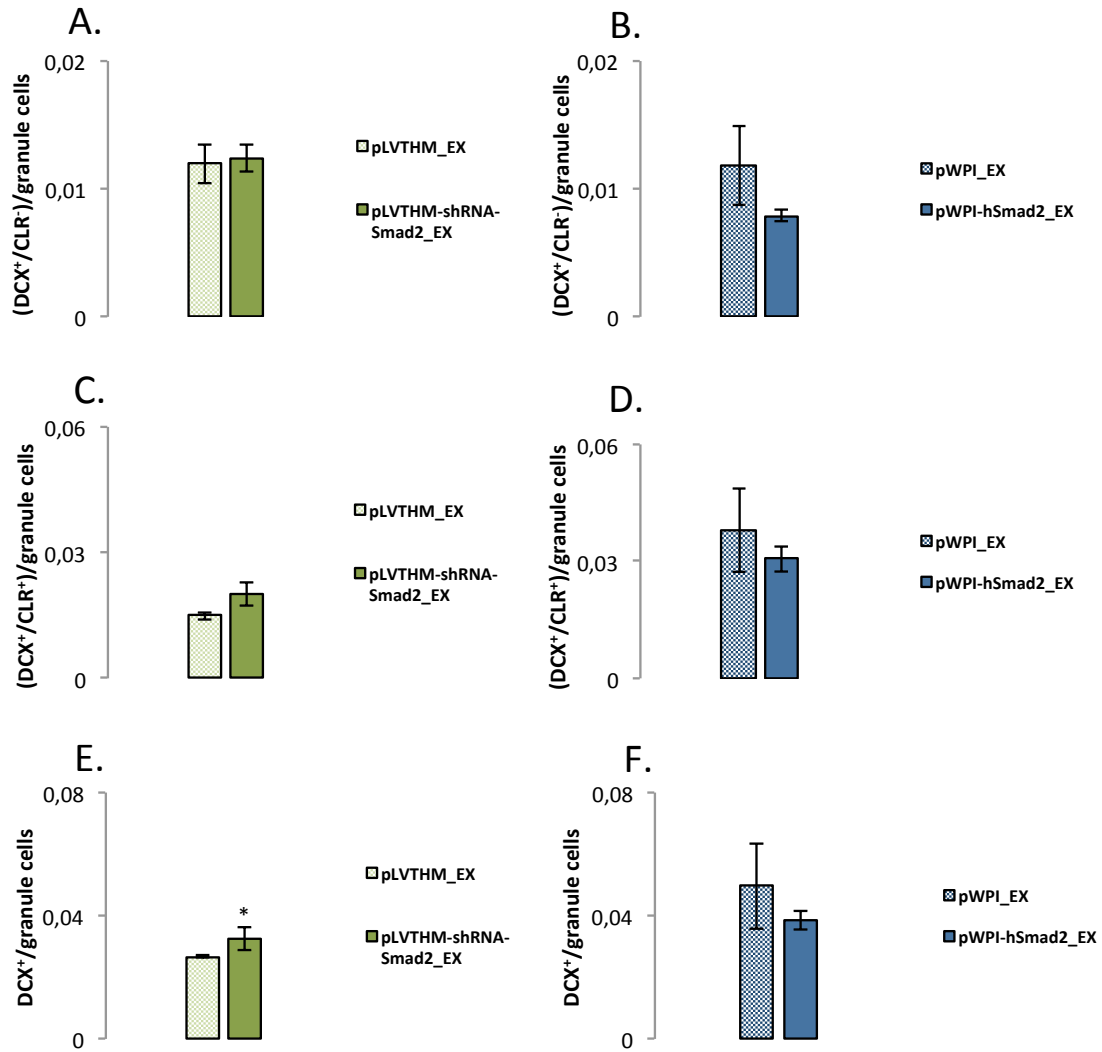 A.
0,02
0,01
0
(DCX⁺/CLR⁻)/granule cells
pLVTHM_EX
pLVTHM-shRNA-
Smad2_EX
B.
0,02
0,01
0
(DCX⁺/CLR⁻)/granule cells
pWPI_EX
pWPI-hSmad2_EX
C.
0,06
0,03
0
(DCX⁺/CLR⁺)/granule cells
pLVTHM_EX
pLVTHM-shRNA-
Smad2_EX
D.
0,06
0,03
0
(DCX⁺/CLR⁺)/granule cells
pWPI_EX
pWPI-hSmad2_EX
E.
0,08
0,04
0
DCX⁺/granule cells
*
pLVTHM_EX
pLVTHM-shRNA-
Smad2_EX
F.
0,08
0,04
0
DCX⁺/granule cells
pWPI_EX
pWPI-hSmad2_EX